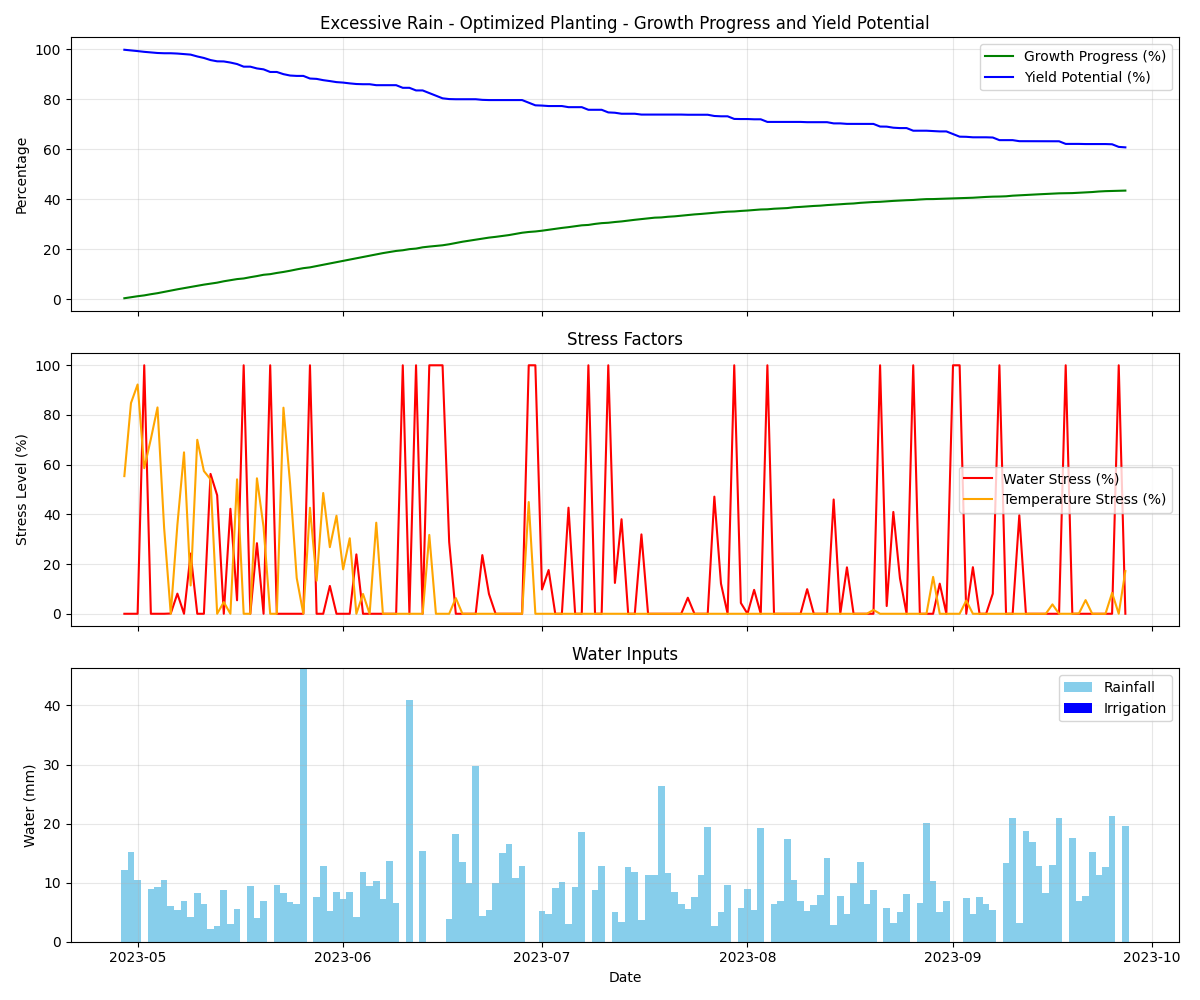 Excessive Rain - Optimized Planting - Growth Progress and Yield Potential
100
80
60
40
20
0
Percentage
Growth Progress (%)
Yield Potential (%)
Stress Factors
100
80
60
40
20
0
Stress Level (%)
Water Stress (%)
Temperature Stress (%)
Water Inputs
40
30
20
10
0
Water (mm)
Rainfall
Irrigation
2023-05
2023-06
2023-07
2023-08
2023-09
2023-10
Date